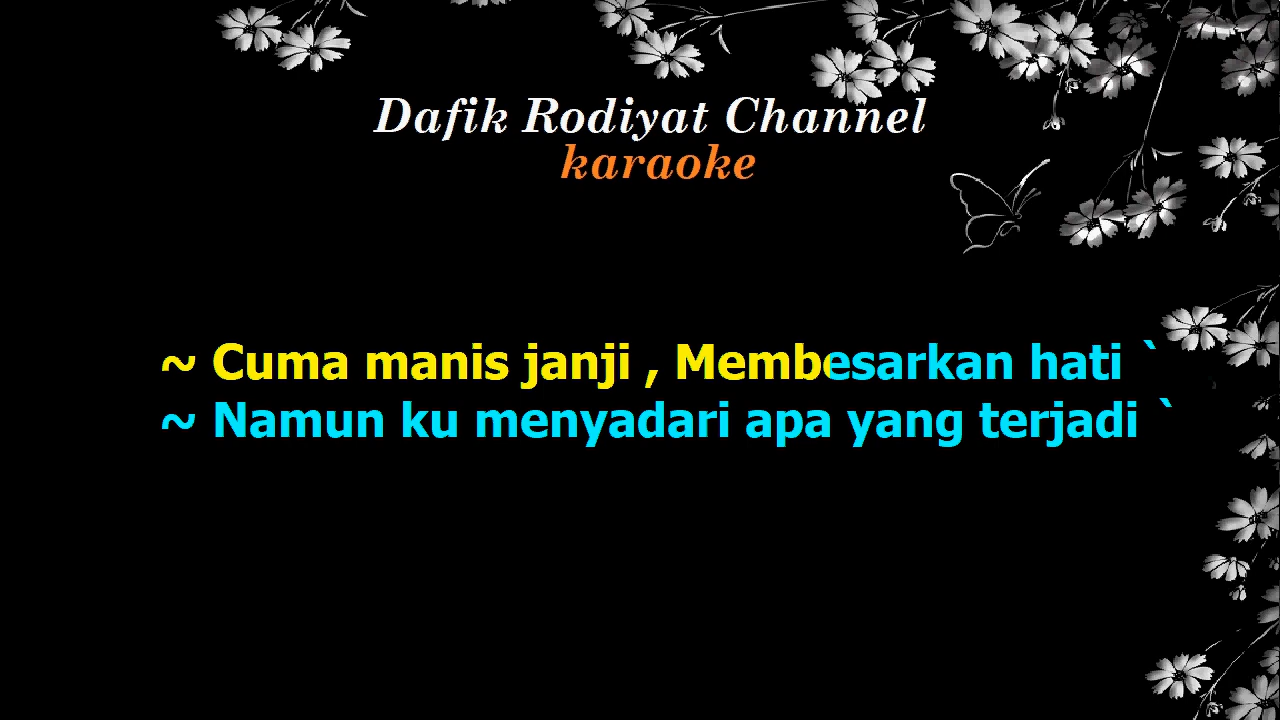 Dafik Rodiyat Channel
karaoke
~ Cuma manis janji , Membesarkan hati `
~ Namun ku menyadari apa yang terjadi `